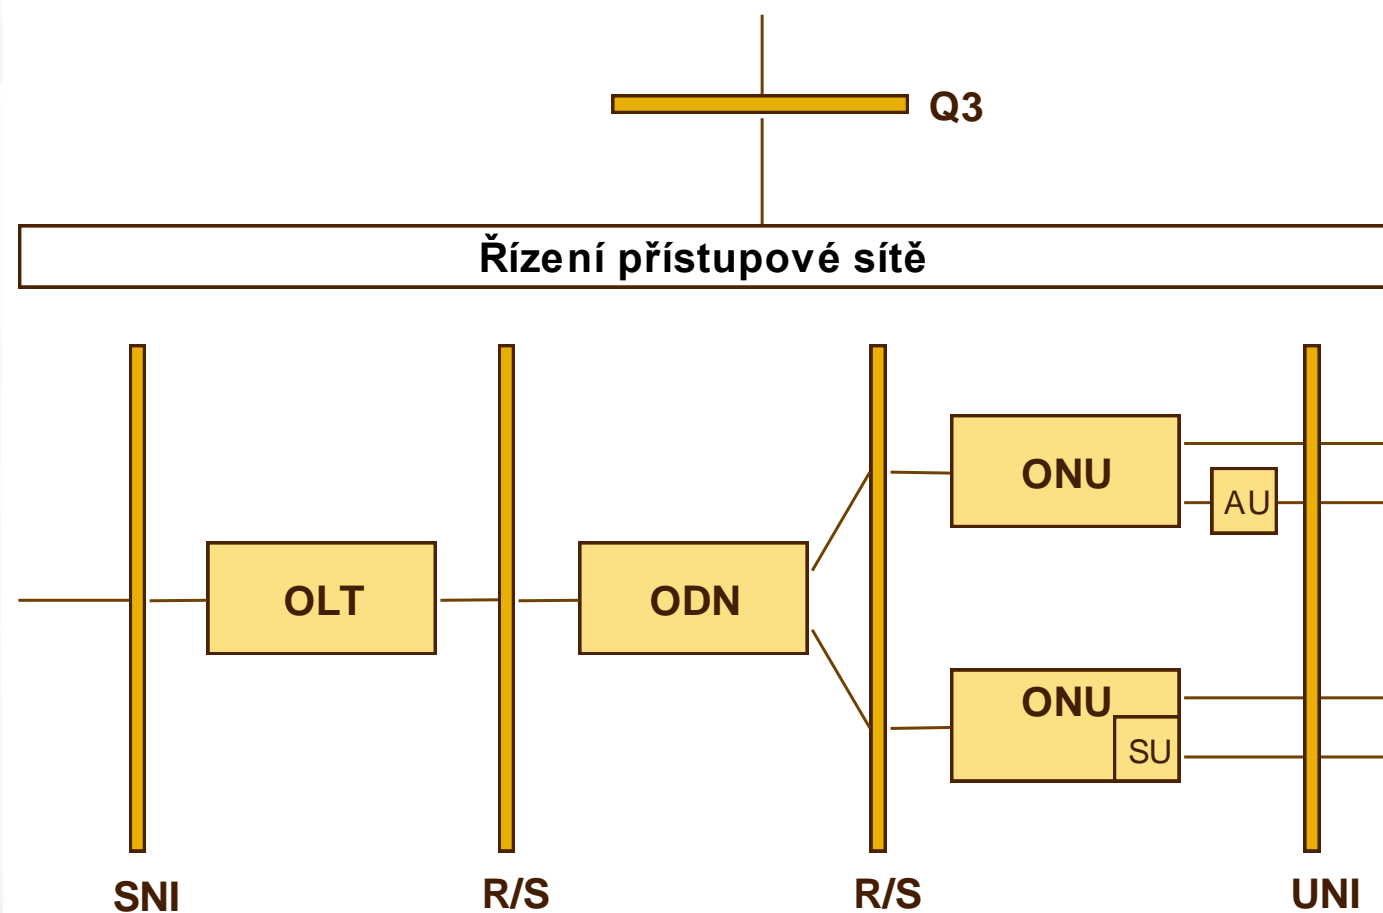 Q3
Řízení přístupové sítě
ONU
AU
OLT
ODN
ONU
SU
SNI
R/S
R/S
UNI